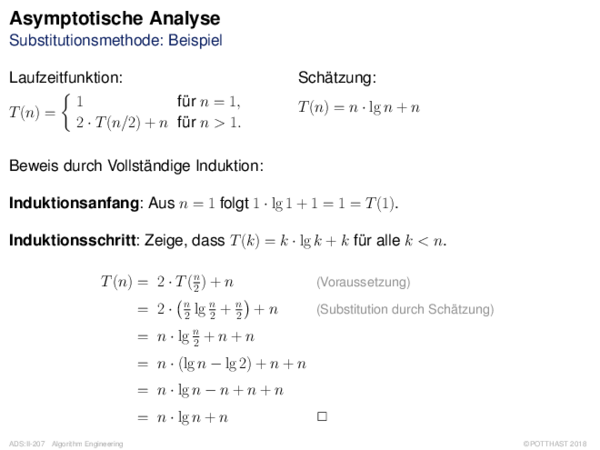 Asymptotische Analyse
Substitutionsmethode: Beispiel
Laufzeitfunktion:
T(n) = { 1 für n = 1,
2 · T(n/2) + n für n > 1.
Schätzung:
T(n) = n · lg n + n
Beweis durch Vollständige Induktion:
Induktionsanfang: Aus n = 1 folgt 1 · lg 1 + 1 = 1 = T(1).
Induktionsschritt: Zeige, dass T(k) = k · lg k + k für alle k < n.
T(n) = 2 · T(n/2) + n (Voraussetzung)
= 2 · (n/2 lg n/2 + n/2) + n (Substitution durch Schätzung)
= n · lg n/2 + n + n
= n · (lg n − lg 2) + n + n
= n · lg n − n + n + n
= n · lg n + n □
ADS:II-207 Algorithm Engineering © POTTHAST 2018